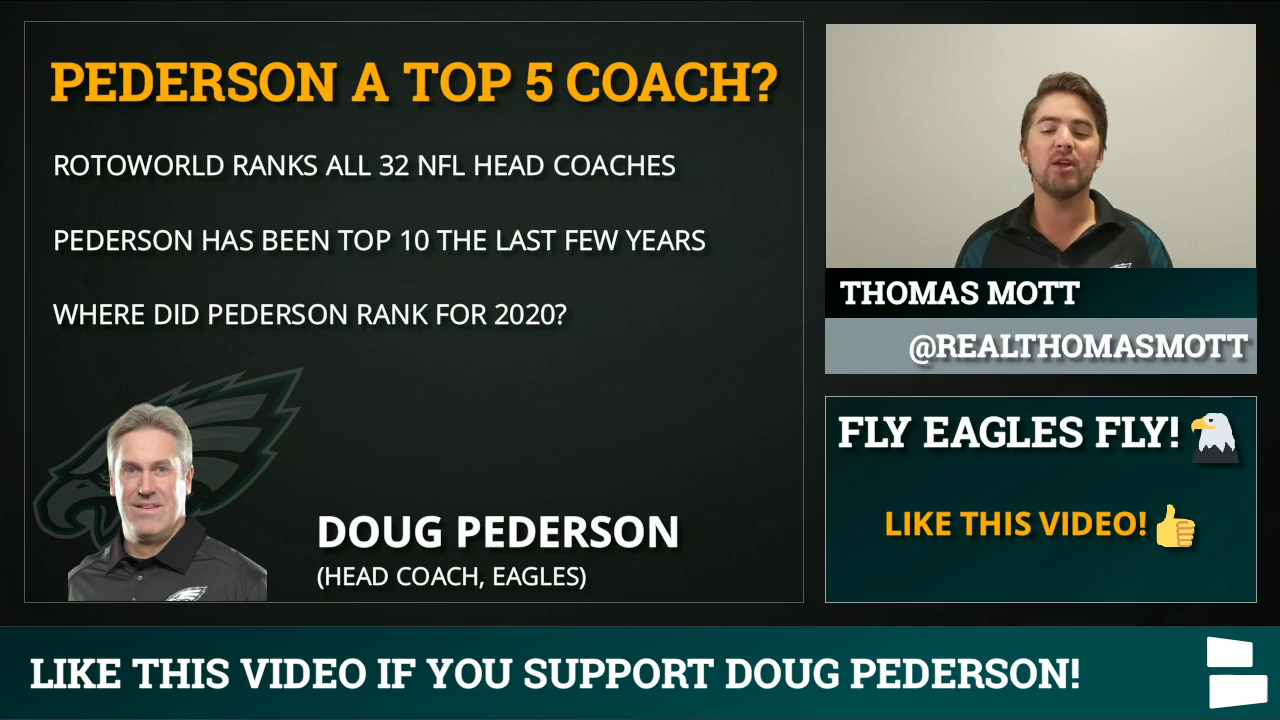 PEDERSON A TOP 5 COACH?
ROTOWORLD RANKS ALL 32 NFL HEAD COACHES
PEDERSON HAS BEEN TOP 10 THE LAST FEW YEARS
WHERE DID PEDERSON RANK FOR 2020?
DOUG PEDERSON
(HEAD COACH, EAGLES)
THOMAS MOTT
@REALTHOMASMOTT
FLY EAGLES FLY!
LIKE THIS VIDEO!
LIKE THIS VIDEO IF YOU SUPPORT DOUG PEDERSON!